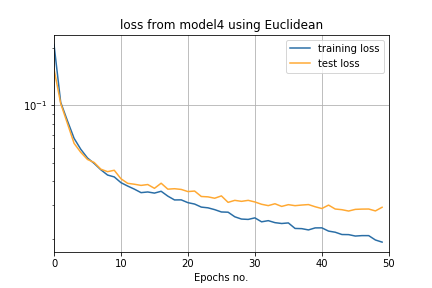 loss from model4 using Euclidean
training loss
test loss
10⁻¹
0 10 20 30 40 50
Epochs no.